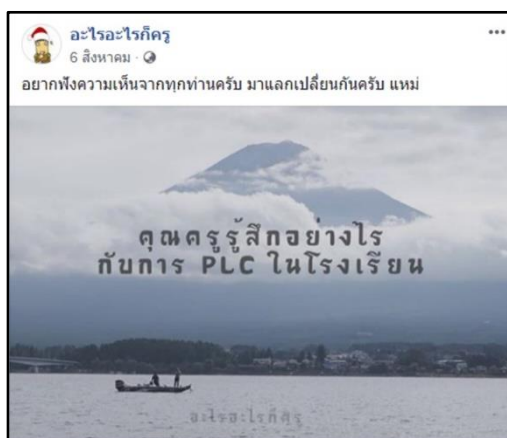 อะไรอะไรก็ครู
6 สิงหาคม ·
อยากฟังความเห็นจากทุกท่านครับ มาแลกเปลี่ยนกันครับ แหม่
คุณครูรู้สึกอย่างไร
กับการ PLC ในโรงเรียน
อะไรอะไรก็ครู